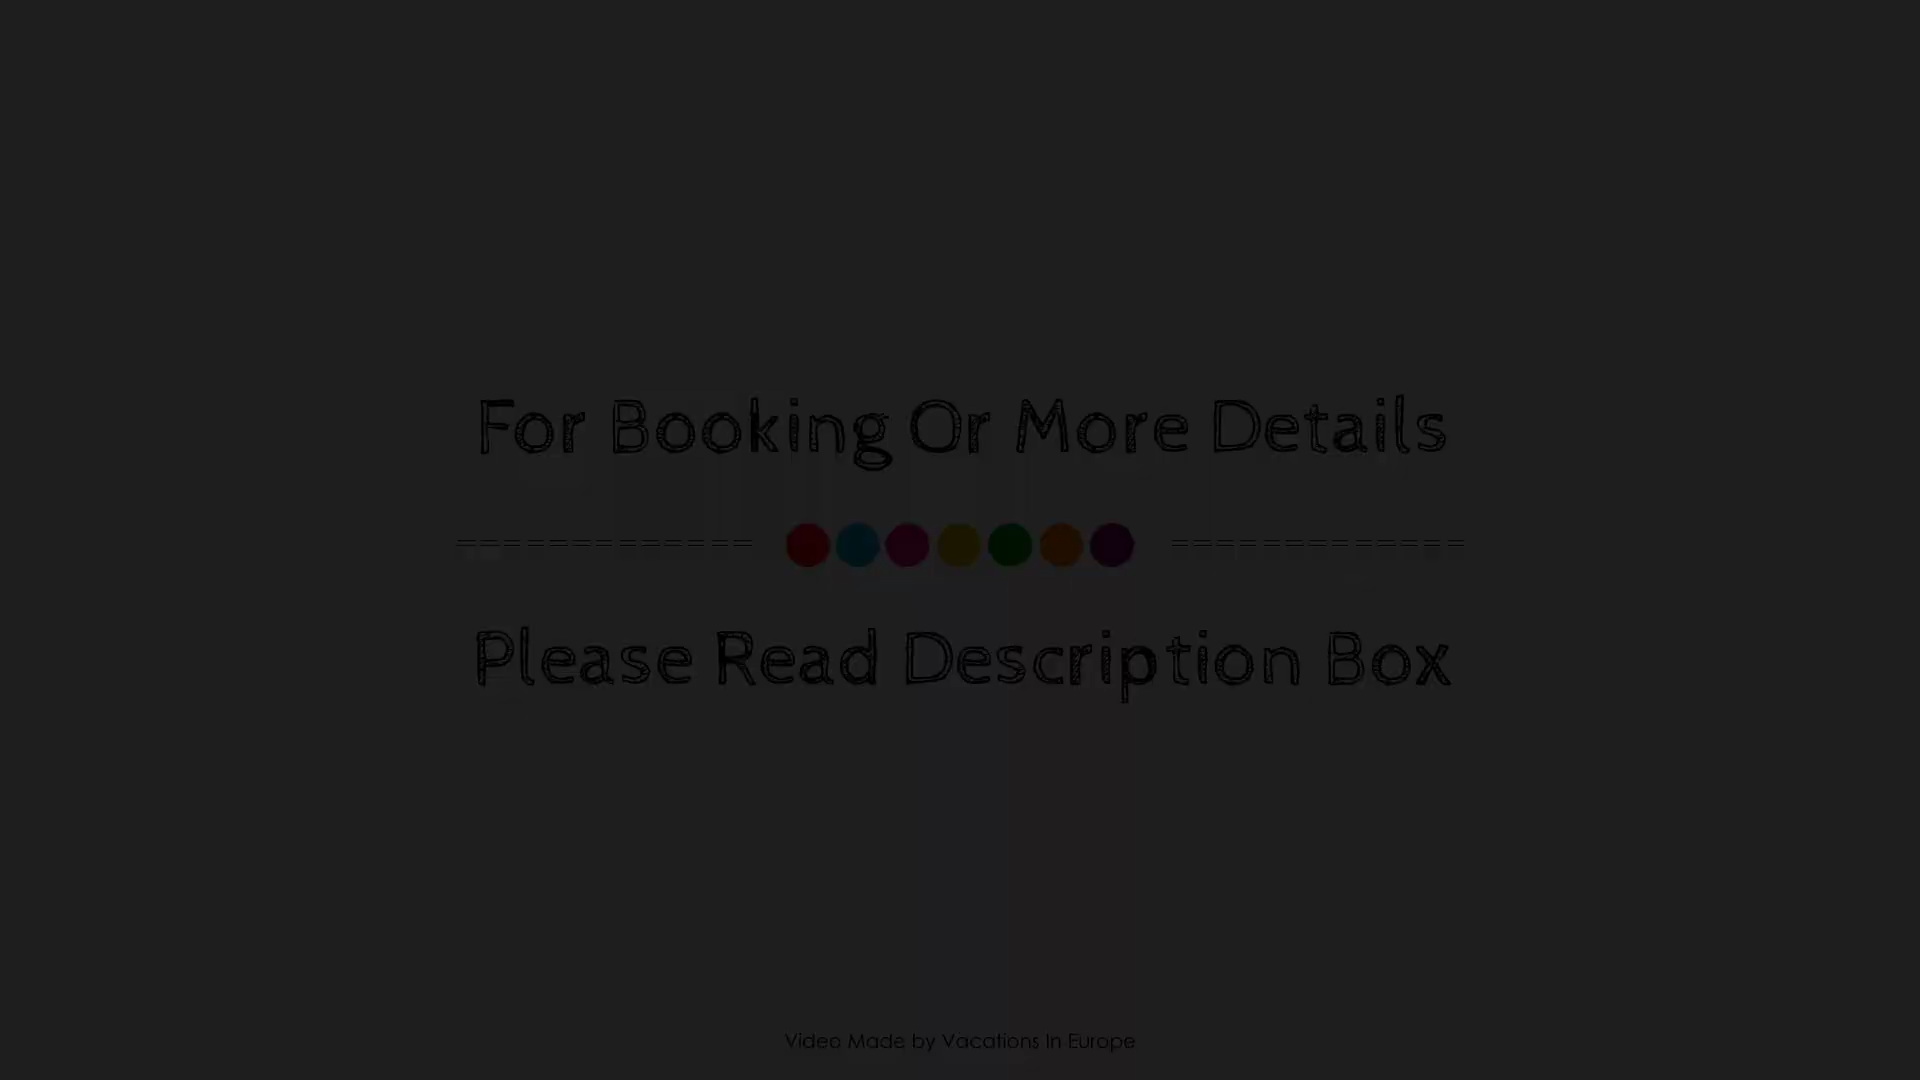 For Booking Or More Details
============= =============
Please Read Description Box
Video Made by Vacations In Europe